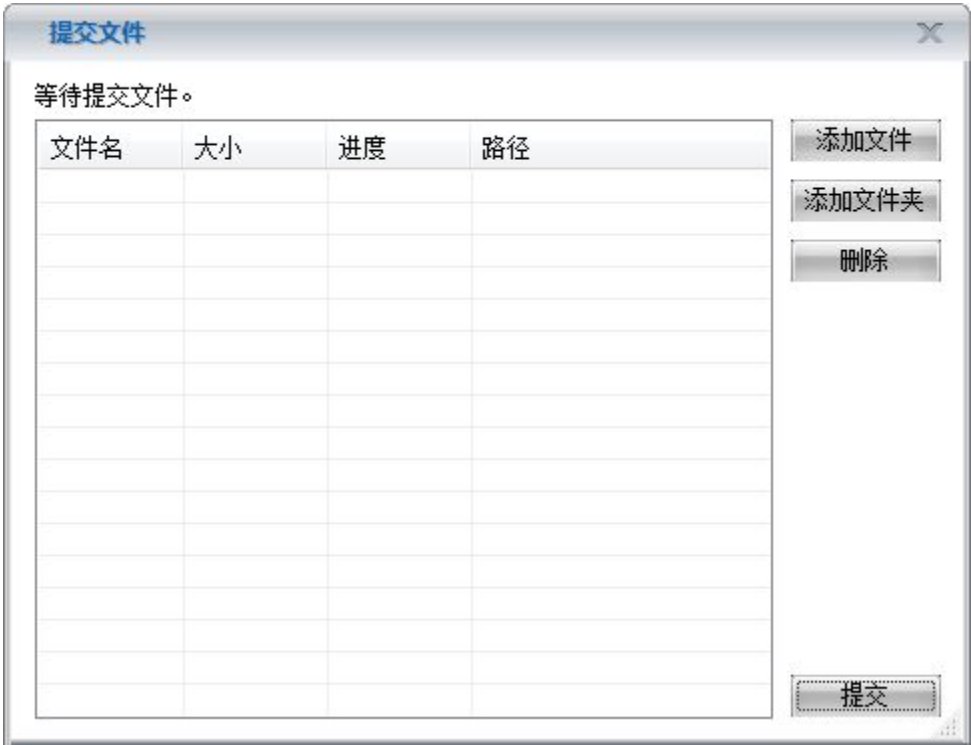 提交文件
等待提交文件。
文件名 大小 进度 路径
添加文件
添加文件夹
删除
提交